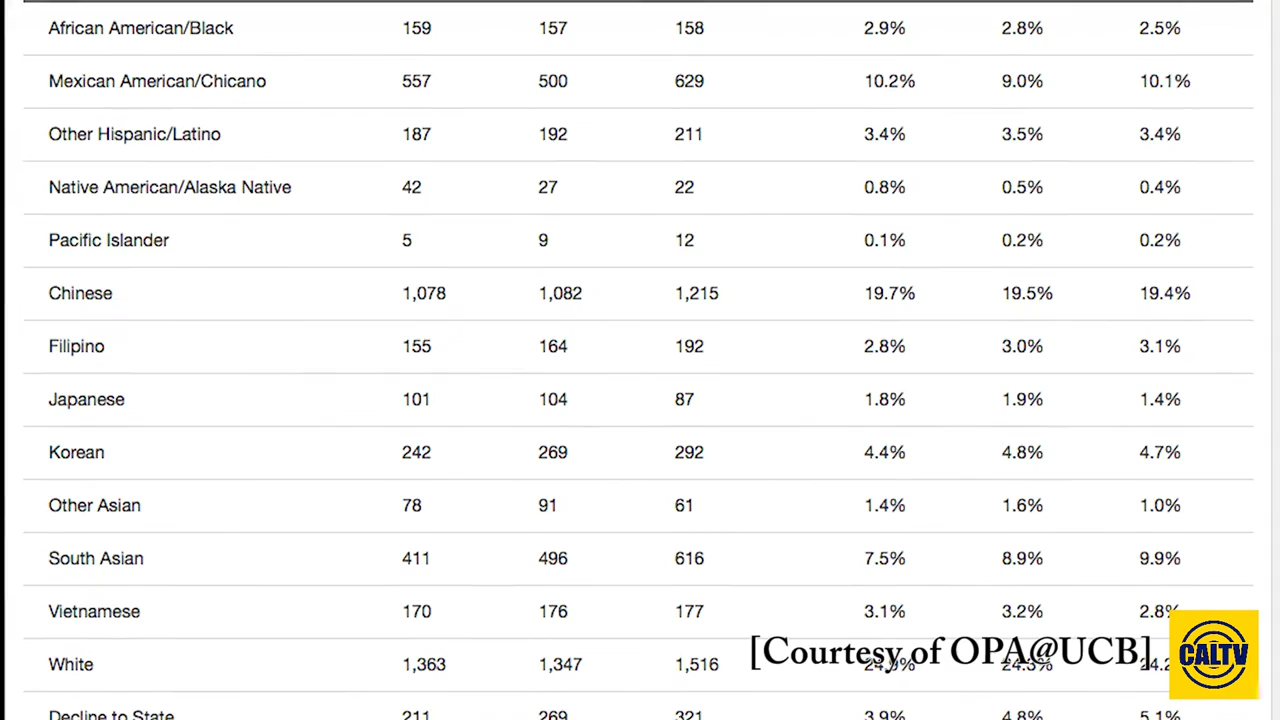 African American/Black 159 157 158 2.9% 2.8% 2.5%
Mexican American/Chicano 557 500 629 10.2% 9.0% 10.1%
Other Hispanic/Latino 187 192 211 3.4% 3.5% 3.4%
Native American/Alaska Native 42 27 22 0.8% 0.5% 0.4%
Pacific Islander 5 9 12 0.1% 0.2% 0.2%
Chinese 1,078 1,082 1,215 19.7% 19.5% 19.4%
Filipino 155 164 192 2.8% 3.0% 3.1%
Japanese 101 104 87 1.8% 1.9% 1.4%
Korean 242 269 292 4.4% 4.8% 4.7%
Other Asian 78 91 61 1.4% 1.6% 1.0%
South Asian 411 496 616 7.5% 8.9% 9.9%
Vietnamese 170 176 177 3.1% 3.2% 2.8%
White 1,363 1,347 1,516
[Courtesy of OPA@UCB]
CALTV
Decline to State 211 269 321 3.9% 4.8% 5.1%